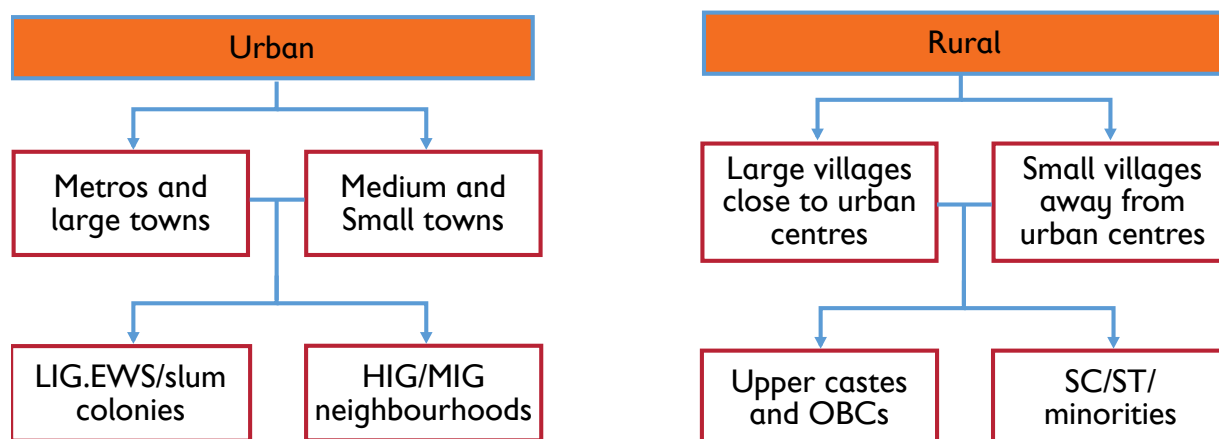 Urban
Metros and
large towns
Medium and
Small towns
LIG.EWS/slum
colonies
HIG/MIG
neighbourhoods
Rural
Large villages
close to urban
centres
Small villages
away from
urban centres
Upper castes
and OBCs
SC/ST/
minorities